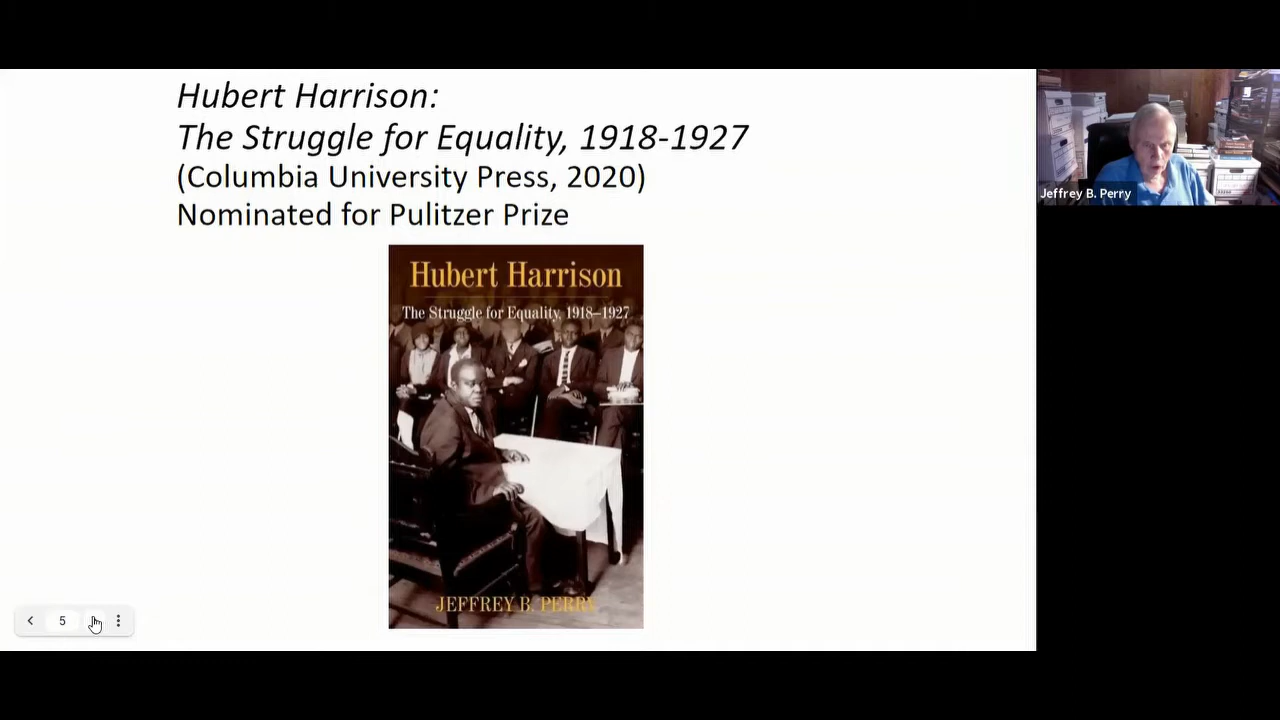 Hubert Harrison:
The Struggle for Equality, 1918-1927
(Columbia University Press, 2020)
Nominated for Pulitzer Prize
Hubert Harrison
The Struggle for Equality, 1918–1927
JEFFREY B. PERRY
5
Jeffrey B. Perry